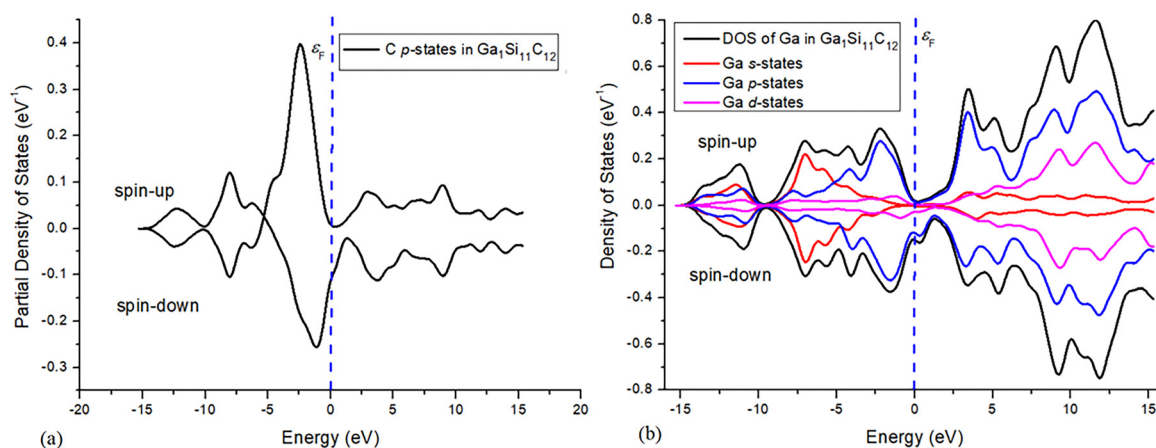 0.4
0.3
0.2
0.1
0.0
-0.1
-0.2
-0.3
Partial Density of States (eV⁻¹)
εF
C p-states in Ga₁Si₁₁C₁₂
spin-up
spin-down
-20 -15 -10 -5 0 5 10 15 20
(a) Energy (eV)
0.8
0.6
0.4
0.2
0.0
0.2
0.4
0.6
-0.8
Density of States (eV⁻¹)
DOS of Ga in Ga₁Si₁₁C₁₂
Ga s-states
Ga p-states
Ga d-states
εF
spin-up
spin-down
-15 -10 -5 0 5 10 15
(b) Energy (eV)